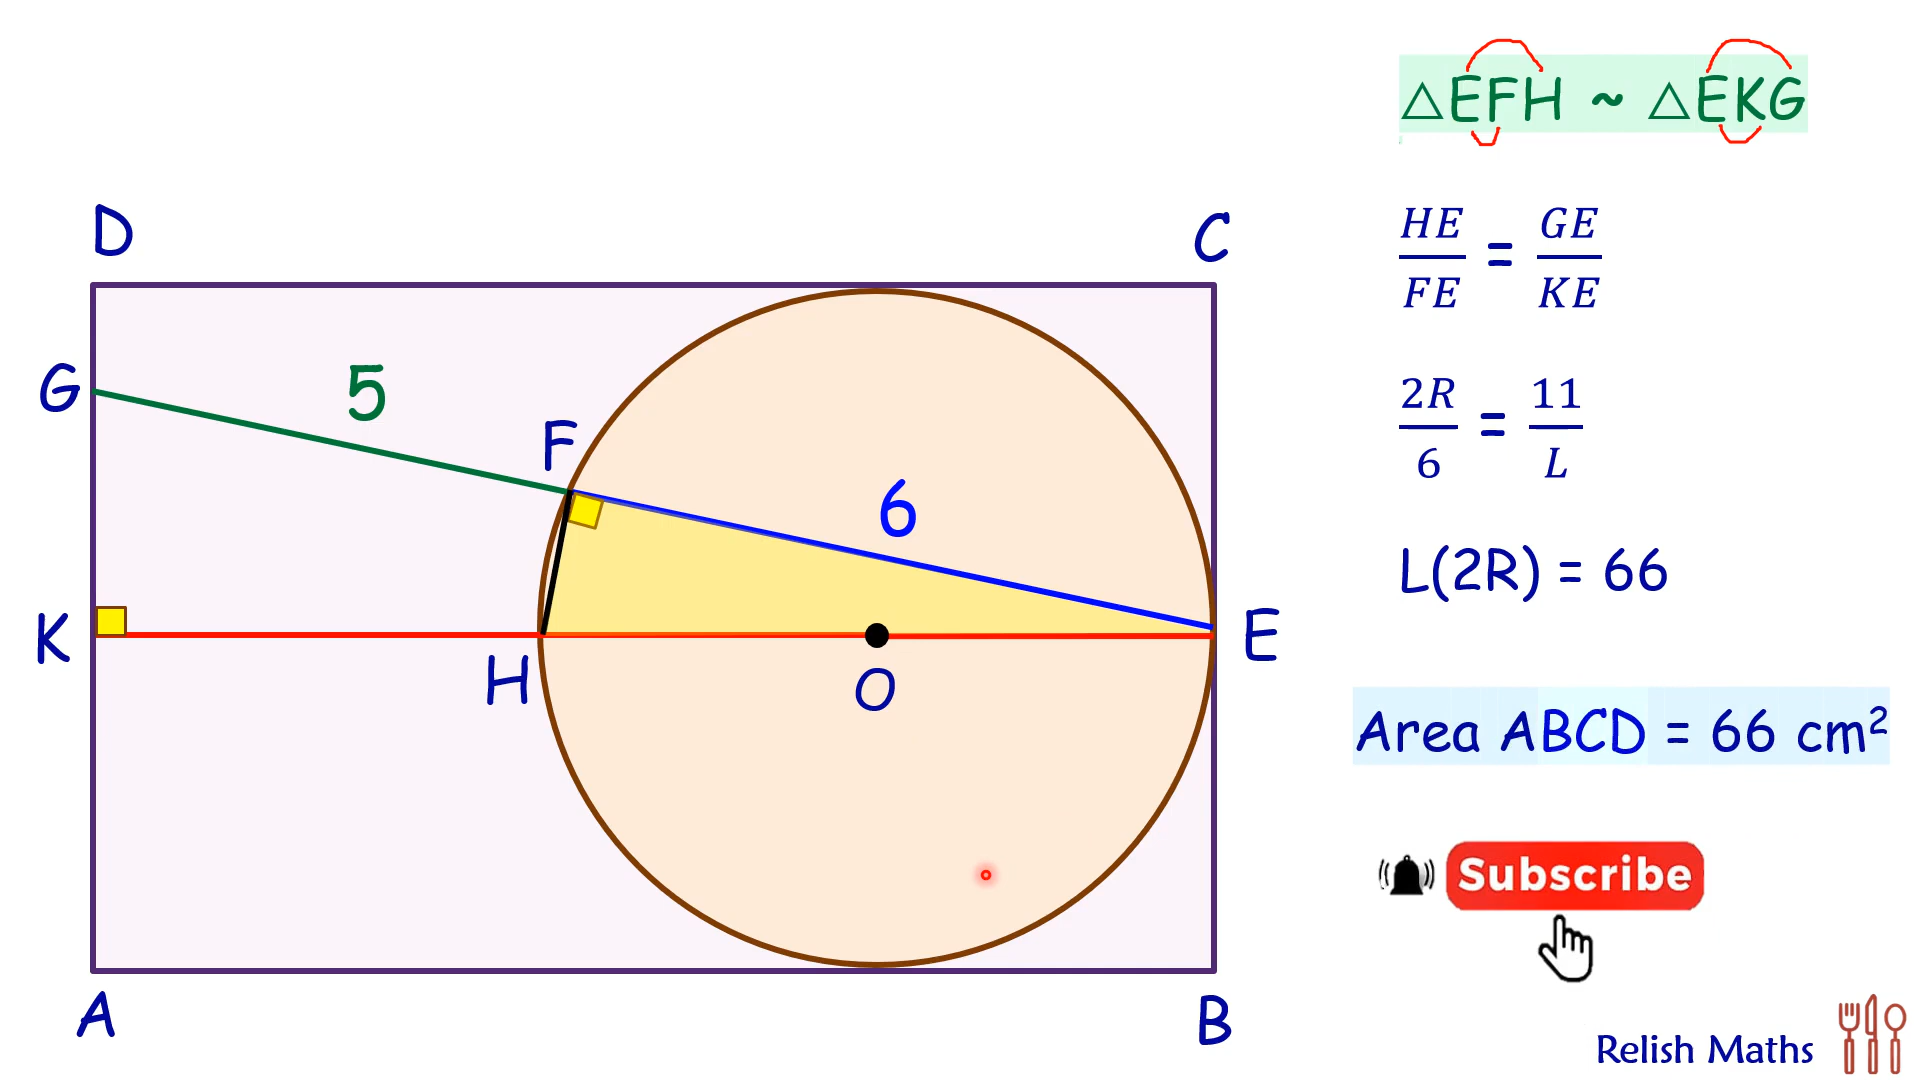 △EFH ~ △EKG
D
C
HE/FE = GE/KE
G
5
2R/6 = 11/L
F
6
L(2R) = 66
K
E
H
O
Area ABCD = 66 cm²
Subscribe
A
B
Relish Maths